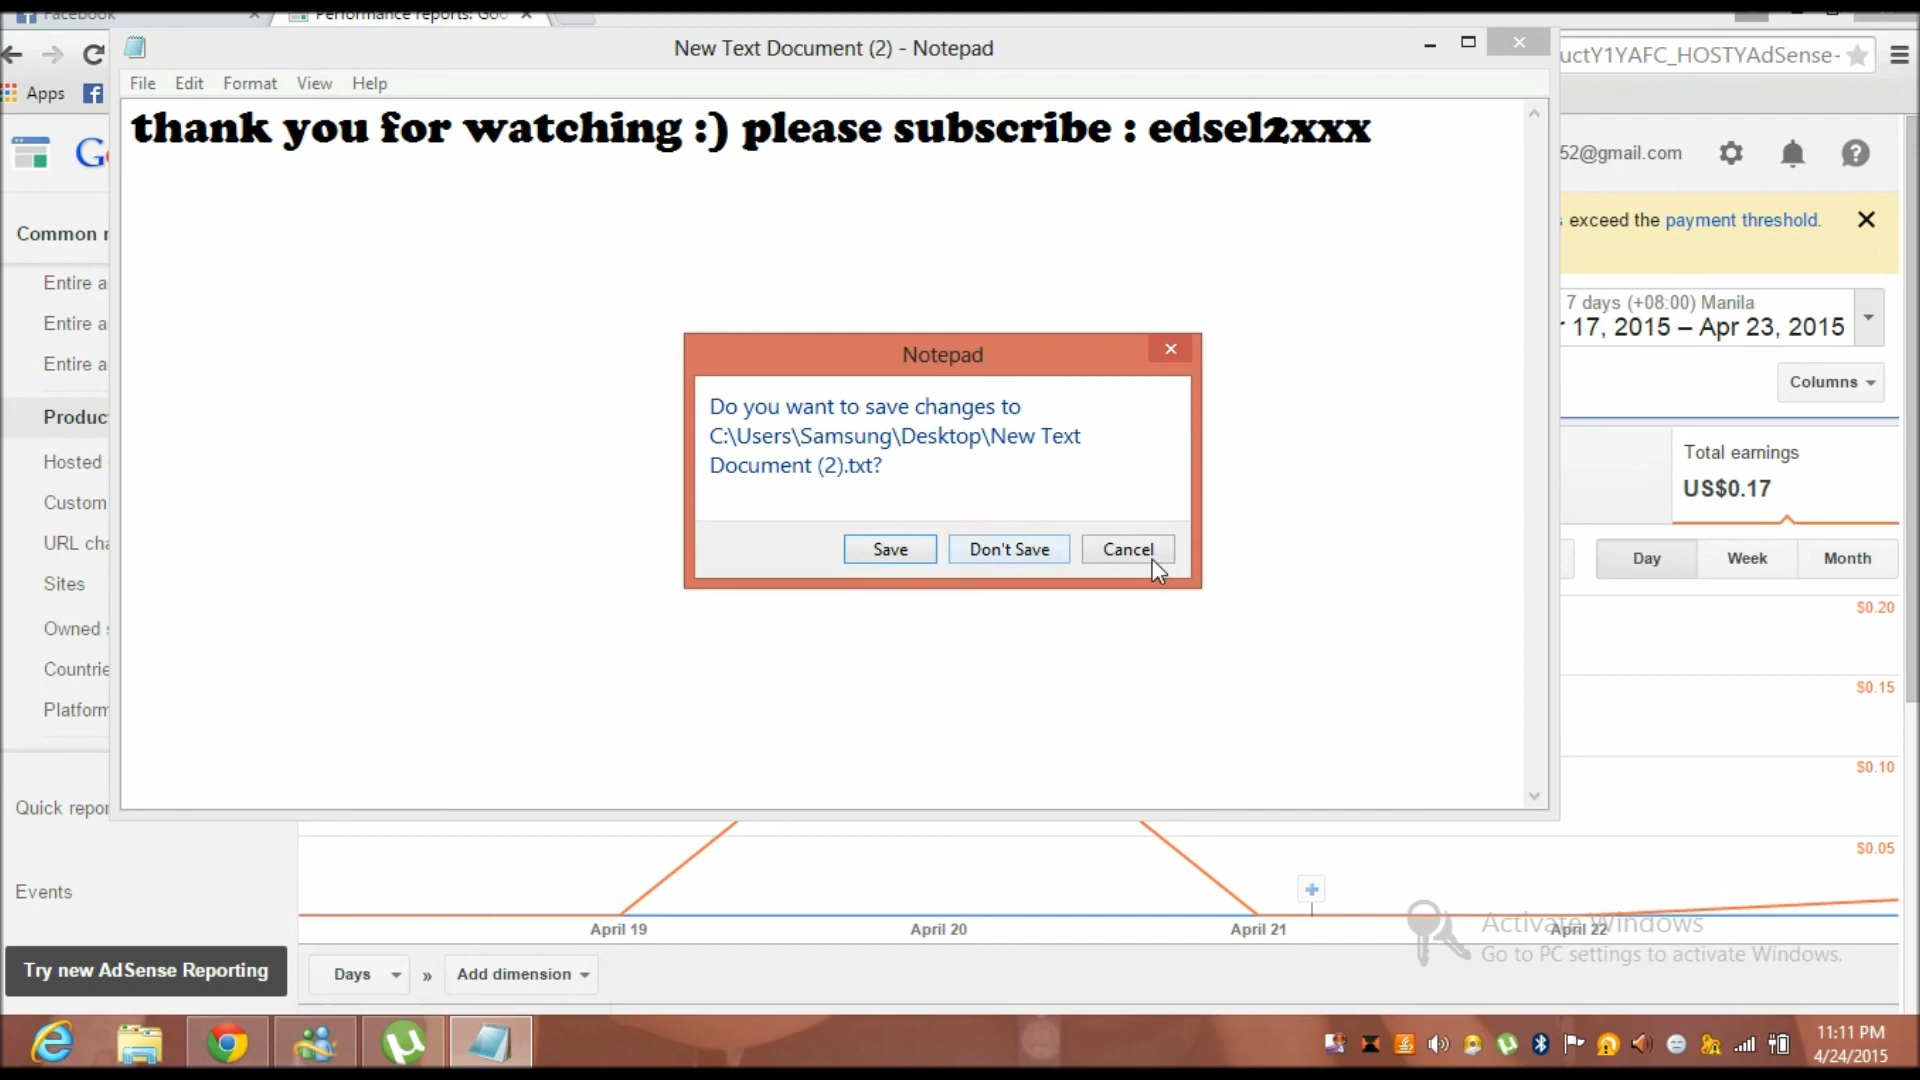 Facebook
Performance reports: Goo
New Text Document (2) - Notepad
uctY1YAFC_HOSTYAdSense-
File Edit Format View Help
Apps
thank you for watching :) please subscribe : edsel2xxx
52@gmail.com
exceed the payment threshold.
Common
Entire a
Entire a
Entire a
7 days (+08:00) Manila
17, 2015 – Apr 23, 2015
Columns
Notepad
Do you want to save changes to
C:\Users\Samsung\Desktop\New Text
Document (2).txt?
Save Don't Save Cancel
Produc
Hosted
Custom
URL cha
Sites
Owned
Countrie
Platform
Total earnings
US$0.17
Day Week Month
$0.20
$0.15
$0.10
$0.05
Quick repor
Events
April 19 April 20 April 21 April 22
Activate Windows
Go to PC settings to activate Windows.
Try new AdSense Reporting
Days » Add dimension
11:11 PM
4/24/2015